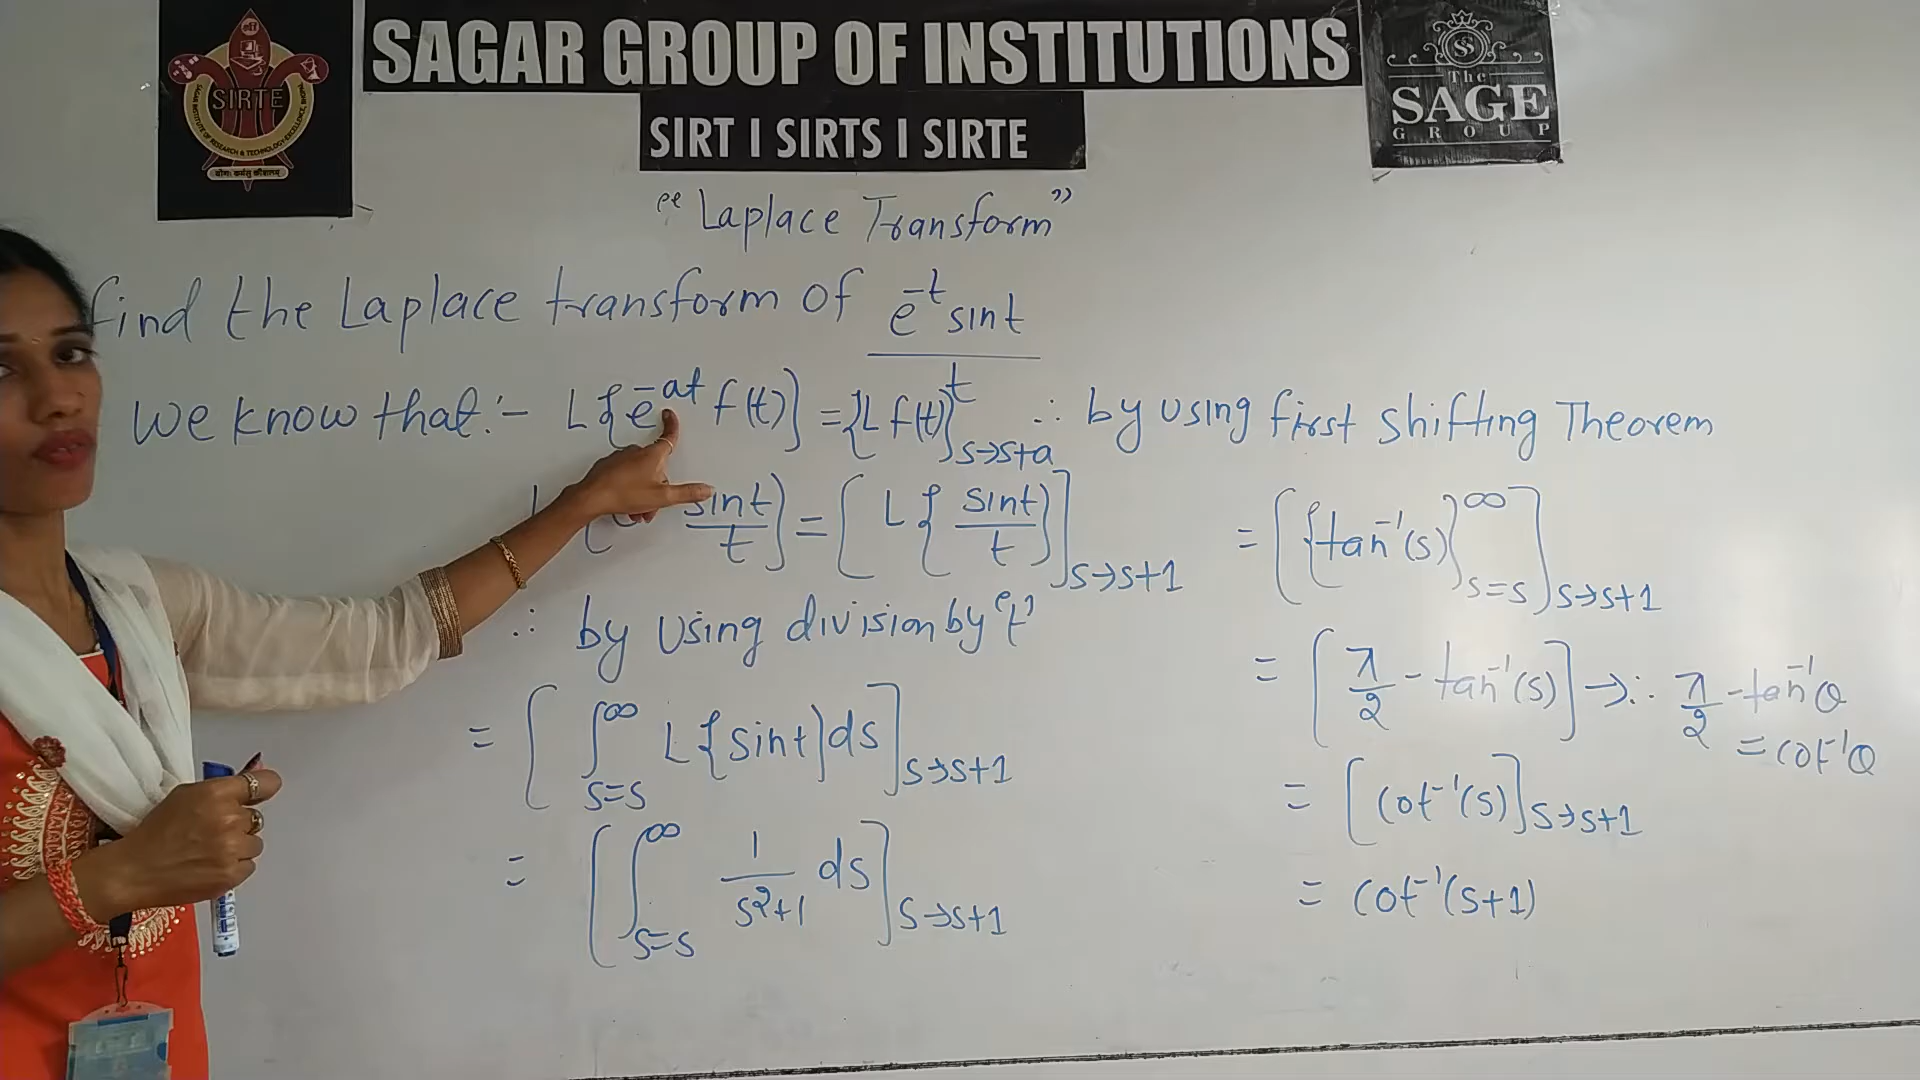 SIRTE
SAGAR GROUP OF INSTITUTIONS
SIRT I SIRTS I SIRTE
SS
The
SAGE
GROUP
"Laplace Transform"
find the Laplace transform of e^-t sint / t
We know that:- L{e^-at f(t)} = {L f(t)}s→s+a ∴ by using first shifting Theorem
sint / t} = [L{sint / t}]s→s+1
∴ by using division by 't'
= [∫s=s^∞ L{sint}ds]s→s+1
= [∫s=s^∞ 1/s²+1 ds]s→s+1
= [{tan^-1(s)}s=s^∞]s→s+1
= [π/2 - tan^-1(s)] → ∴ π/2 - tan^-1θ
= cot^-1θ
= [cot^-1(s)]s→s+1
= cot^-1(s+1)